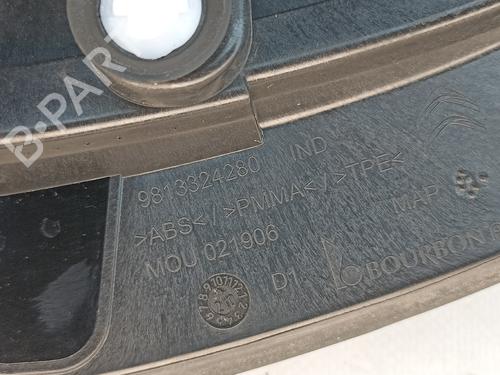 B-PARTS
9813324280 IND
>ABS</>PMMA</>TPE<
MOU 021906 MAP
D1 BOURBON